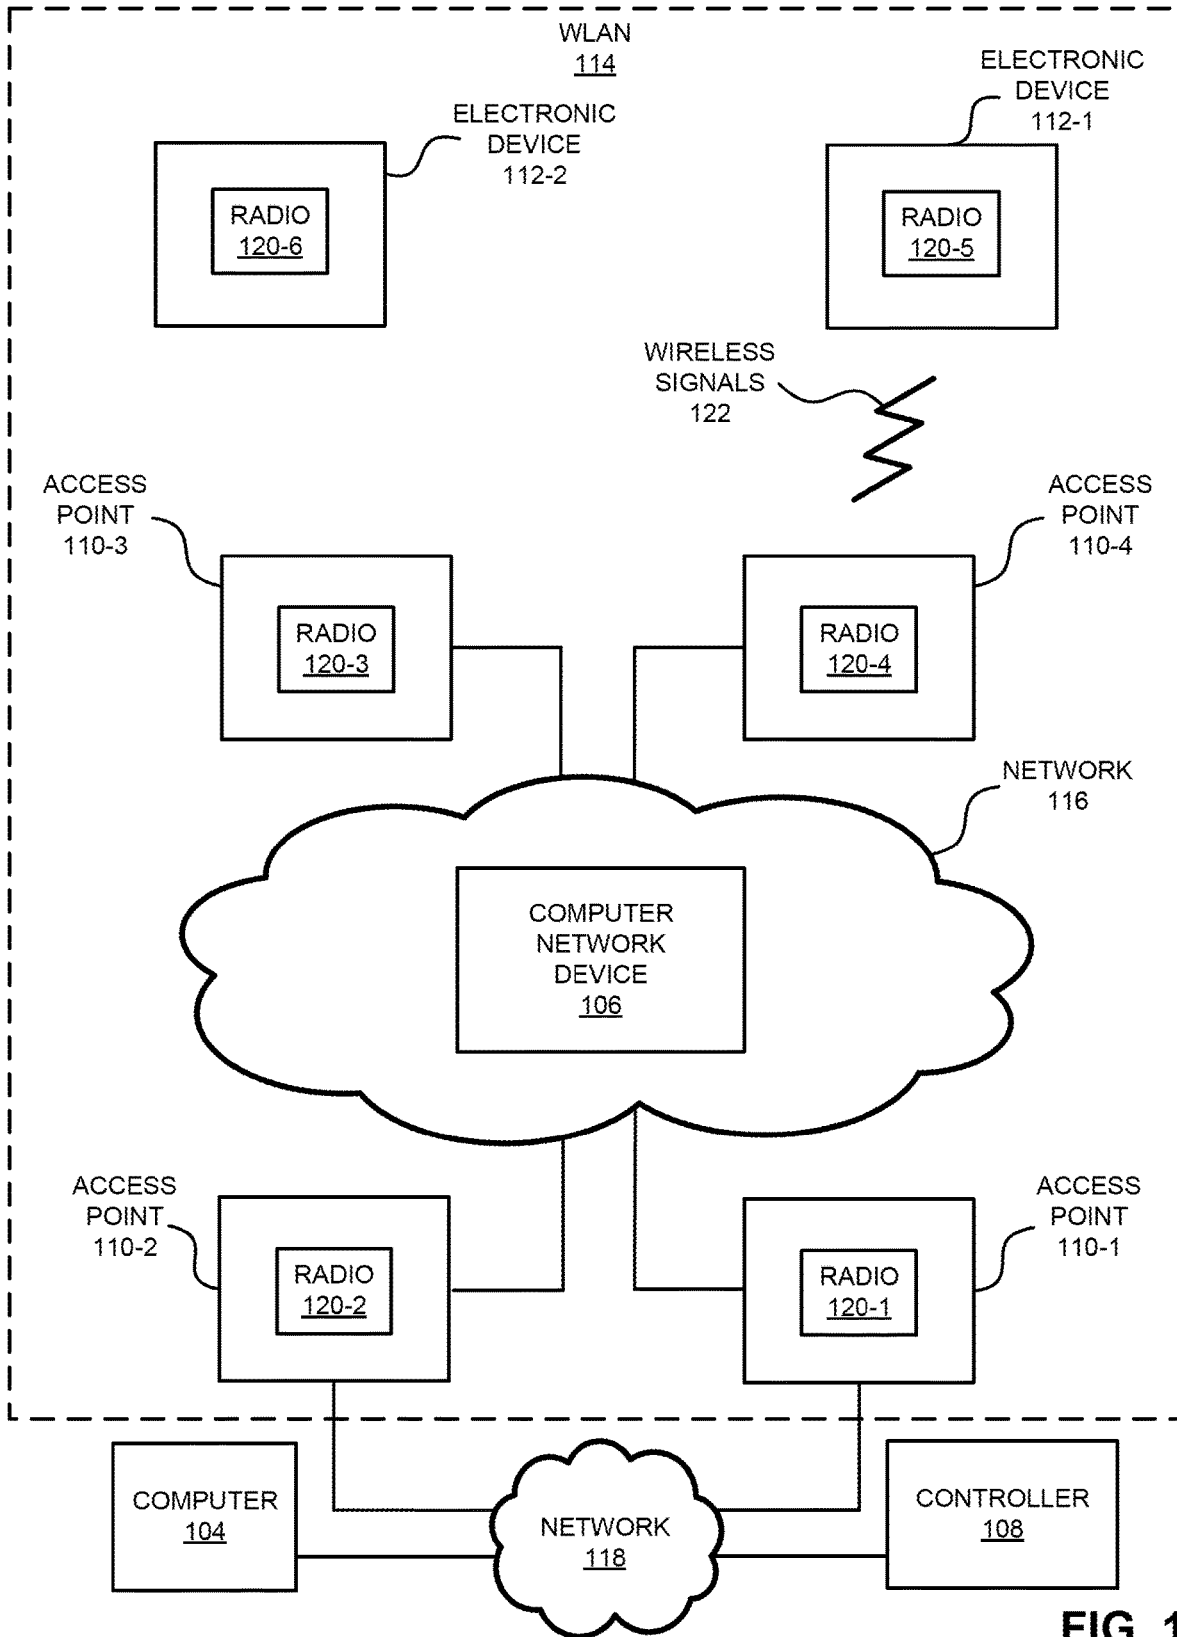 WLAN
114
ELECTRONIC
DEVICE
112-1
ELECTRONIC
DEVICE
112-2
RADIO
120-6
RADIO
120-5
WIRELESS
SIGNALS
122
ACCESS
POINT
110-3
ACCESS
POINT
110-4
RADIO
120-3
RADIO
120-4
NETWORK
116
COMPUTER
NETWORK
DEVICE
106
ACCESS
POINT
110-2
ACCESS
POINT
110-1
RADIO
120-2
RADIO
120-1
COMPUTER
104
NETWORK
118
CONTROLLER
108
FIG. 1